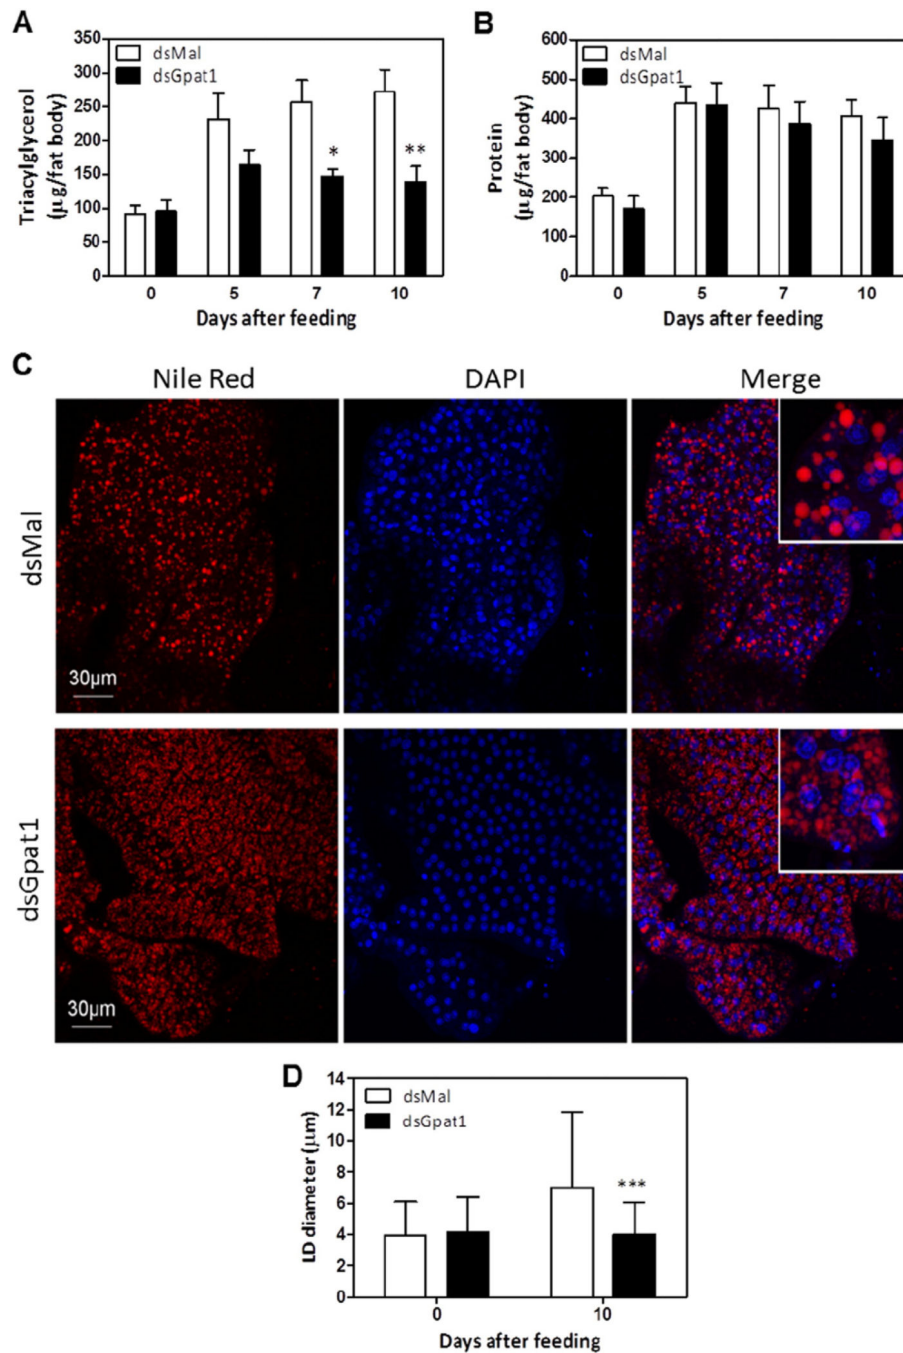 A
350
300
250
200
150
100
50
0
Triacylglycerol
(µg/fat body)
dsMal
dsGpat1
*
**
0 5 7 10
Days after feeding
B
600
500
400
300
200
100
0
Protein
(µg/fat body)
dsMal
dsGpat1
0 5 7 10
Days after feeding
C
Nile Red DAPI Merge
dsMal
30µm
dsGpat1
30µm
D
14
12
10
8
6
4
2
0
LD diameter (µm)
dsMal
dsGpat1
***
0 10
Days after feeding